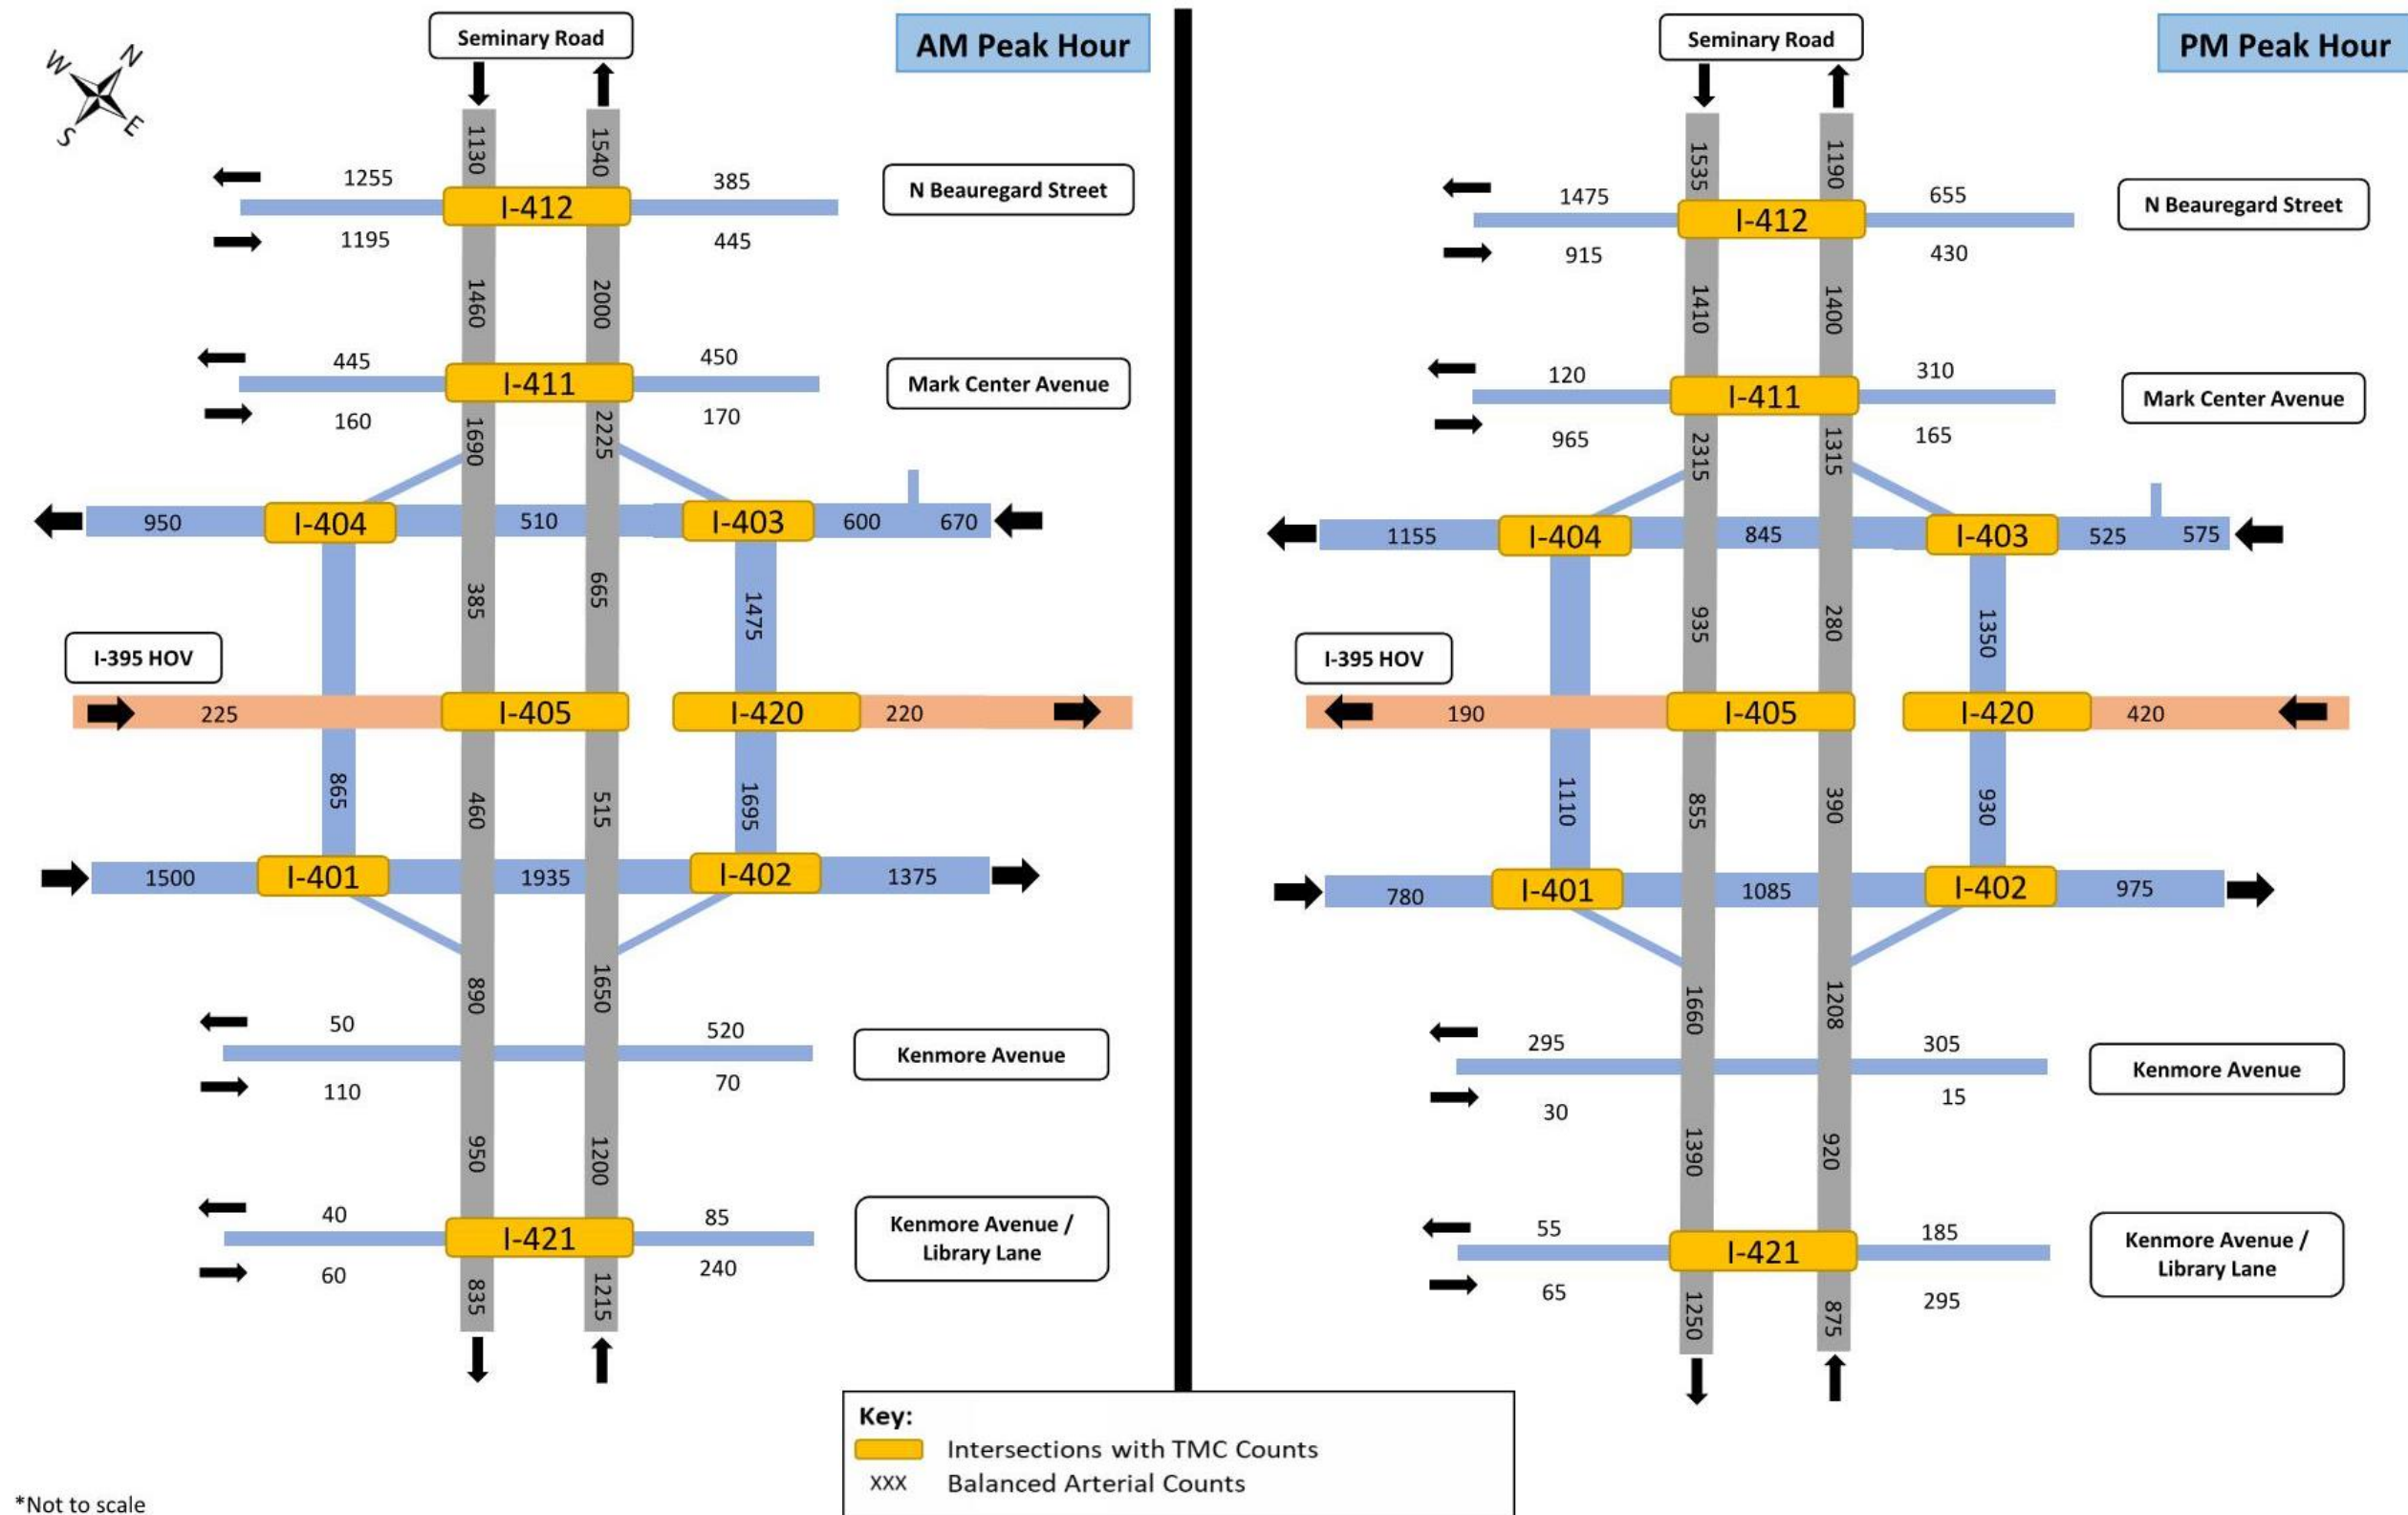 Seminary Road
AM Peak Hour
W
N
S
E
1130
1540
1255
385
N Beauregard Street
I-412
1195
445
1460
2000
445
450
Mark Center Avenue
I-411
160
170
1690
2225
950
I-404
510
I-403
600
670
385
665
1475
I-395 HOV
225
I-405
I-420
220
865
460
515
1695
1500
I-401
1935
I-402
1375
890
1650
50
520
Kenmore Avenue
110
70
950
1200
40
85
Kenmore Avenue /
Library Lane
I-421
60
240
835
1215
Seminary Road
PM Peak Hour
1535
1190
1475
655
N Beauregard Street
I-412
915
430
1410
1400
120
310
Mark Center Avenue
I-411
965
165
2315
1315
1155
I-404
845
I-403
525
575
935
280
1350
I-395 HOV
190
I-405
I-420
420
1110
855
390
930
780
I-401
1085
I-402
975
1660
1208
295
305
Kenmore Avenue
30
15
1390
920
55
185
Kenmore Avenue /
Library Lane
I-421
65
295
1250
875
Key:
Intersections with TMC Counts
XXX Balanced Arterial Counts
*Not to scale